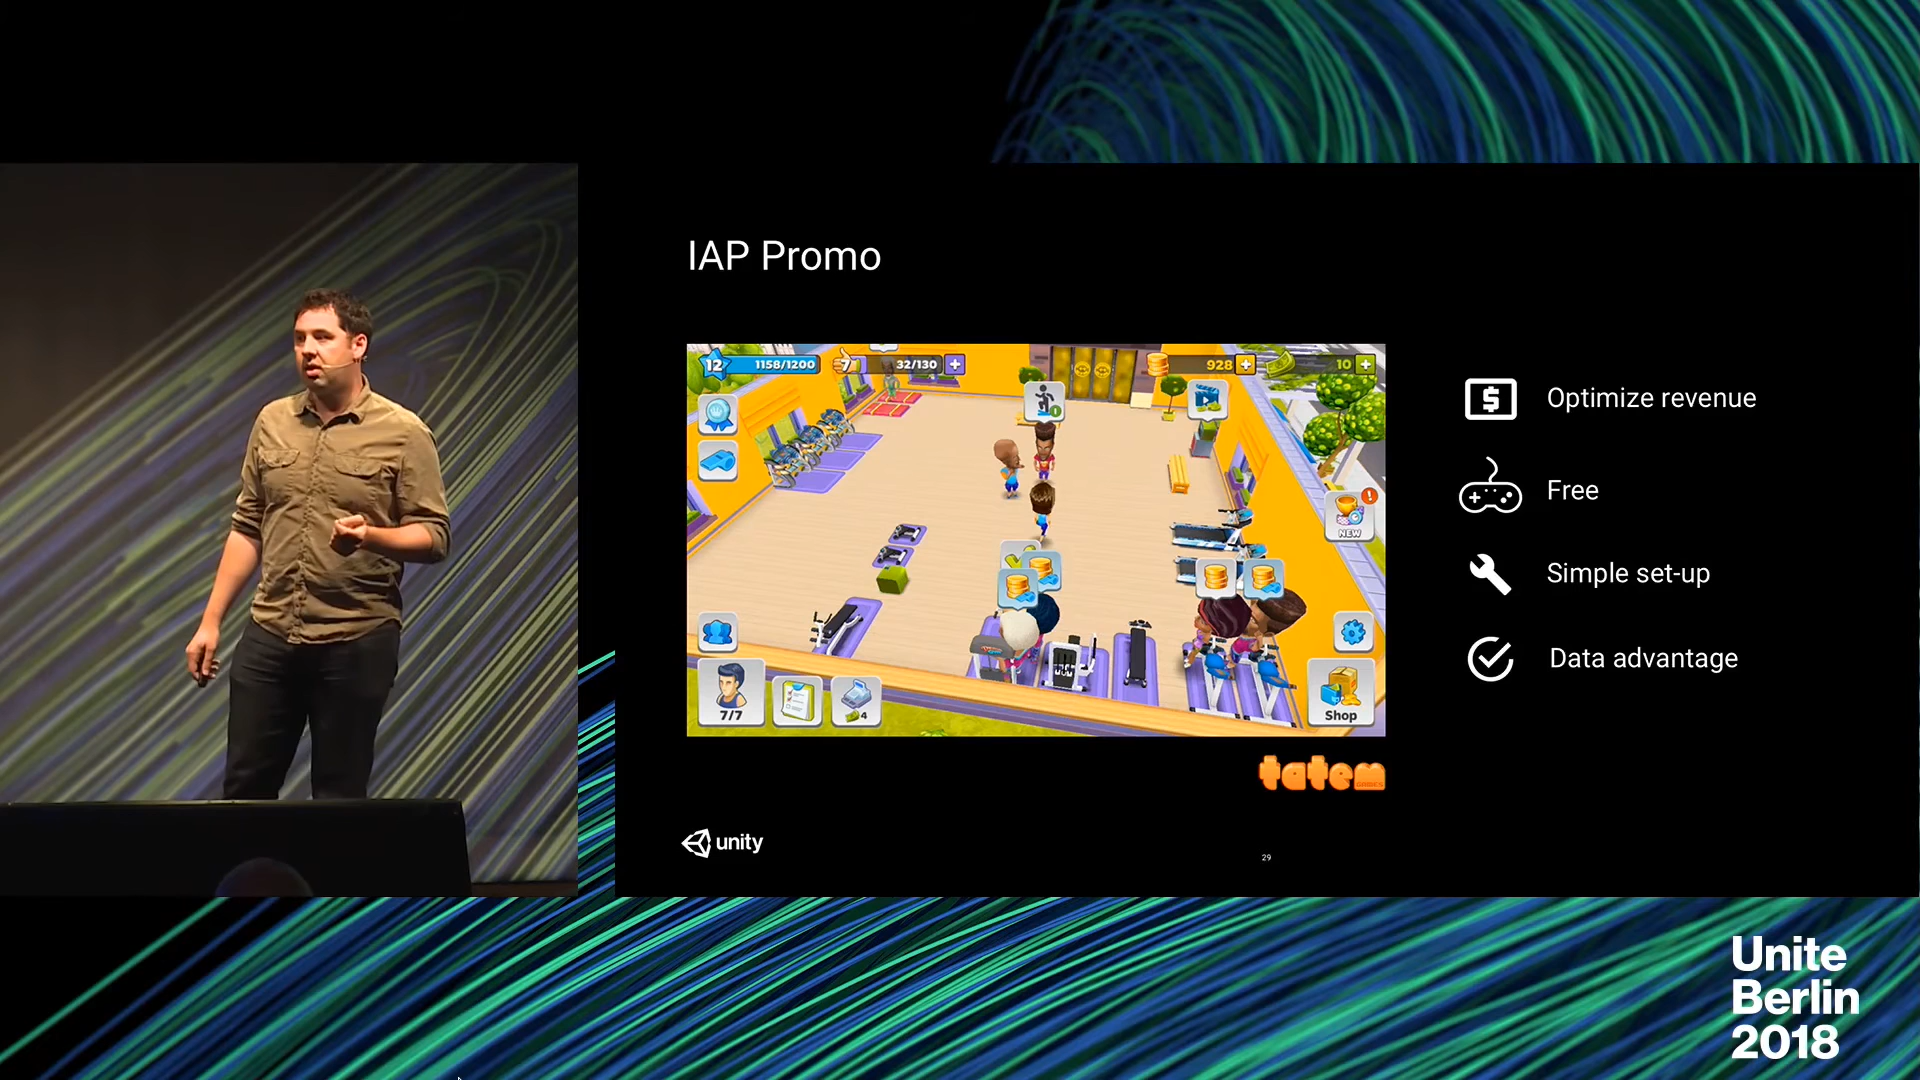 IAP Promo
12
1158/1200
7
32/130
928
10
NEW
7/7
4
Shop
Optimize revenue
Free
Simple set-up
Data advantage
tatem
unity
29
Unite
Berlin
2018